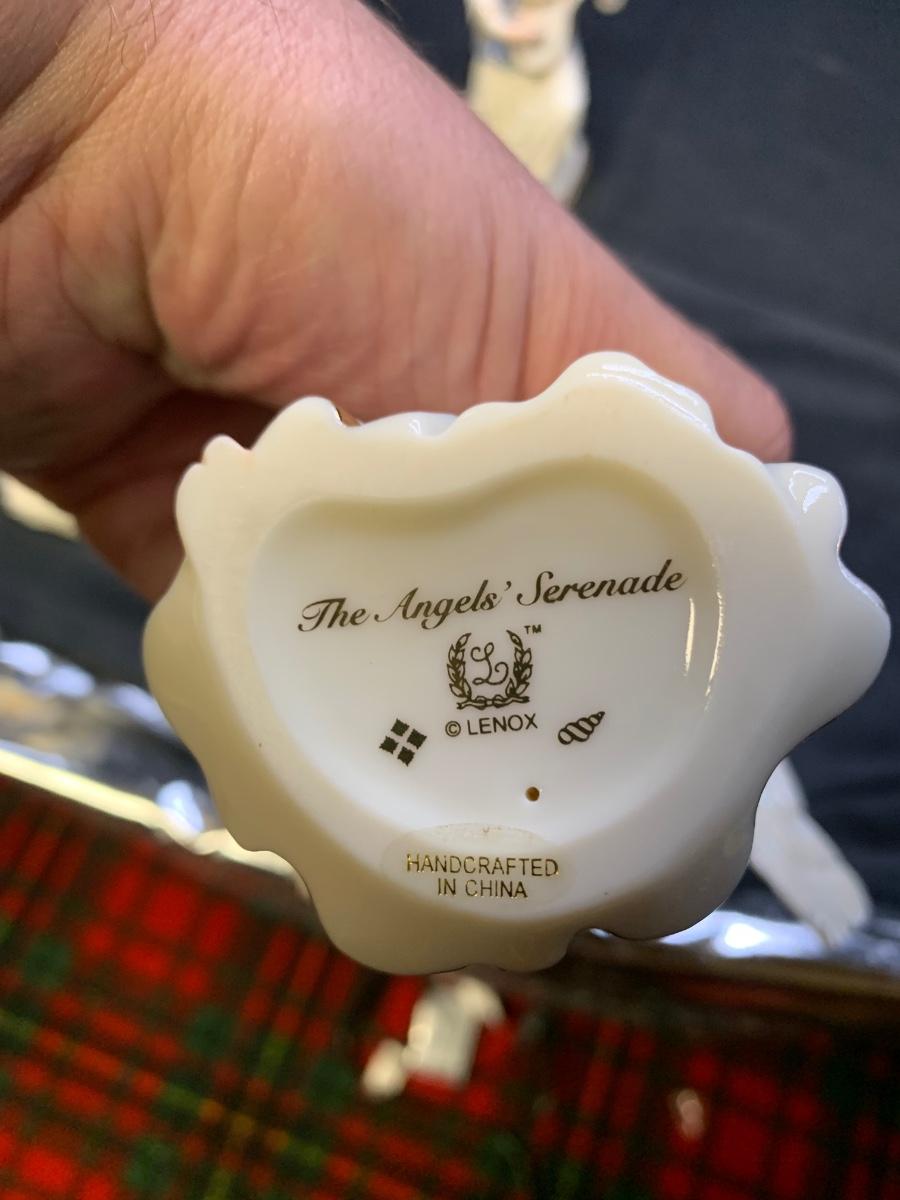 The Angels' Serenade
L ™
© LENOX
HANDCRAFTED
IN CHINA